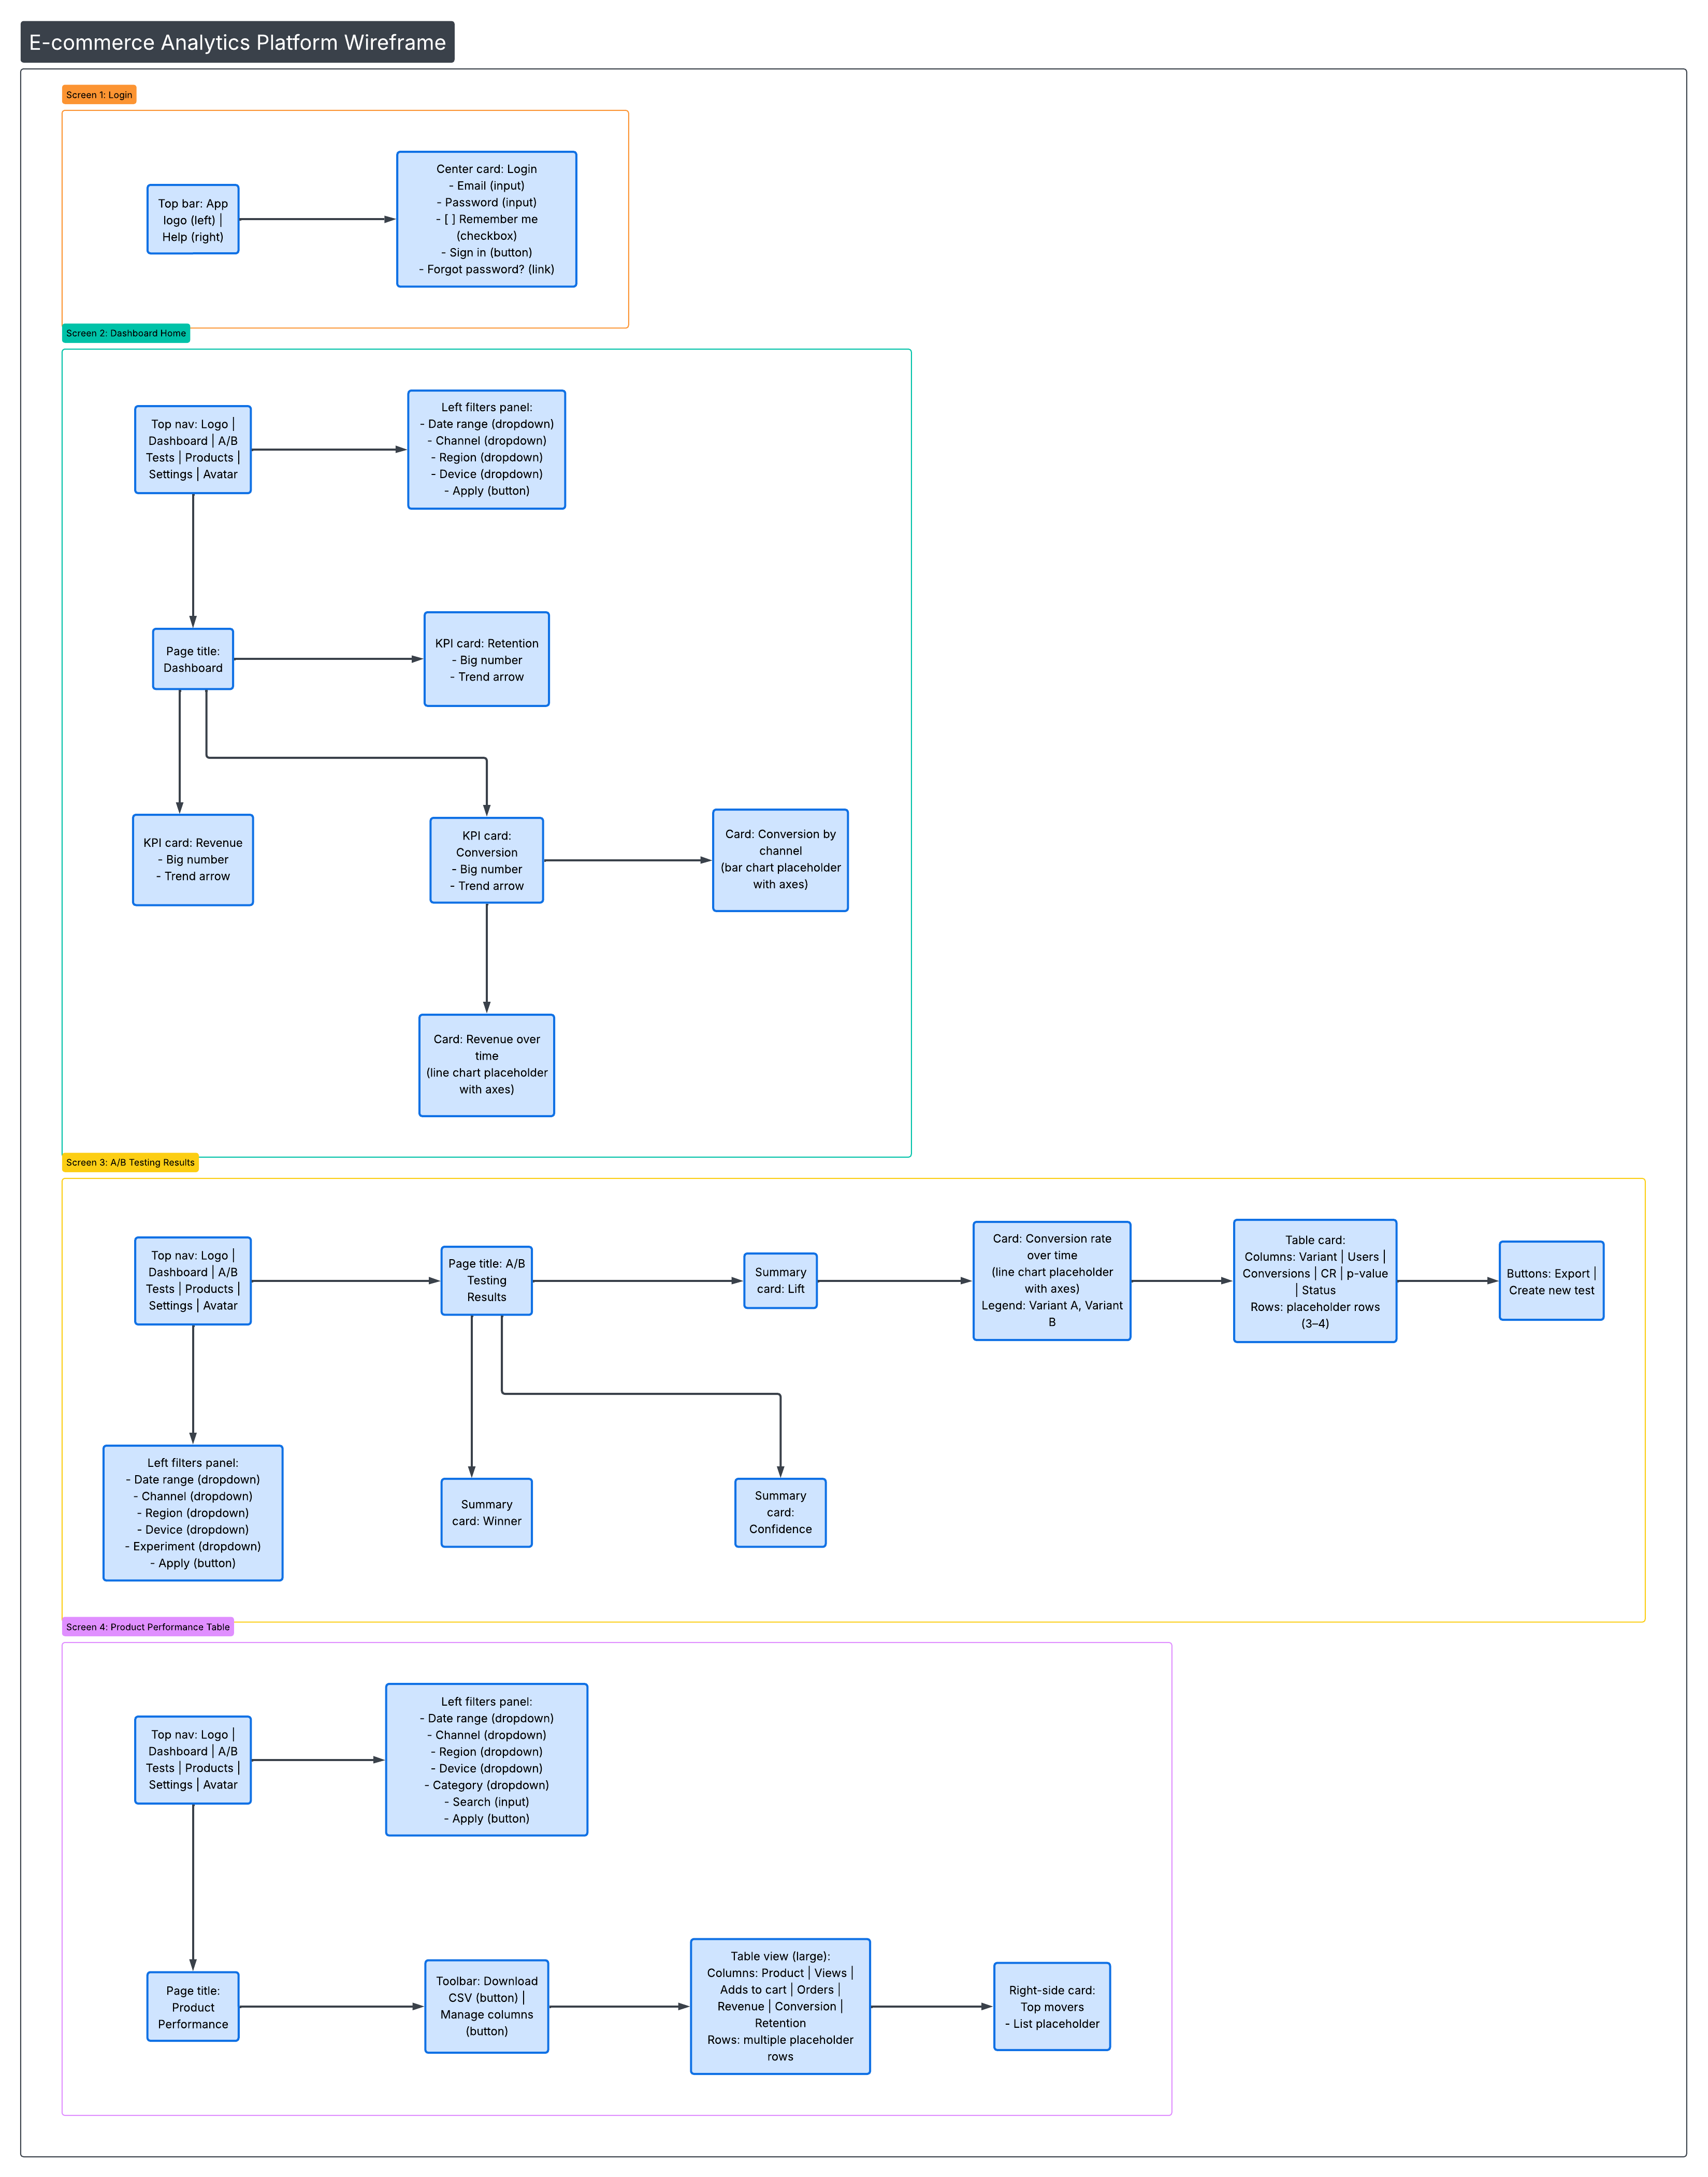 E-commerce Analytics Platform Wireframe
Screen 1: Login
Top bar: App
logo (left) |
Help (right)
Center card: Login
- Email (input)
- Password (input)
- [ ] Remember me
(checkbox)
- Sign in (button)
- Forgot password? (link)
Screen 2: Dashboard Home
Top nav: Logo |
Dashboard | A/B
Tests | Products |
Settings | Avatar
Left filters panel:
- Date range (dropdown)
- Channel (dropdown)
- Region (dropdown)
- Device (dropdown)
- Apply (button)
Page title:
Dashboard
KPI card: Retention
- Big number
- Trend arrow
KPI card: Revenue
- Big number
- Trend arrow
KPI card:
Conversion
- Big number
- Trend arrow
Card: Conversion by
channel
(bar chart placeholder
with axes)
Card: Revenue over
time
(line chart placeholder
with axes)
Screen 3: A/B Testing Results
Top nav: Logo |
Dashboard | A/B
Tests | Products |
Settings | Avatar
Page title: A/B
Testing
Results
Summary
card: Lift
Card: Conversion rate
over time
(line chart placeholder
with axes)
Legend: Variant A, Variant
B
Table card:
Columns: Variant | Users |
Conversions | CR | p-value
| Status
Rows: placeholder rows
(3–4)
Buttons: Export |
Create new test
Left filters panel:
- Date range (dropdown)
- Channel (dropdown)
- Region (dropdown)
- Device (dropdown)
- Experiment (dropdown)
- Apply (button)
Summary
card: Winner
Summary
card:
Confidence
Screen 4: Product Performance Table
Top nav: Logo |
Dashboard | A/B
Tests | Products |
Settings | Avatar
Left filters panel:
- Date range (dropdown)
- Channel (dropdown)
- Region (dropdown)
- Device (dropdown)
- Category (dropdown)
- Search (input)
- Apply (button)
Page title:
Product
Performance
Toolbar: Download
CSV (button) |
Manage columns
(button)
Table view (large):
Columns: Product | Views |
Adds to cart | Orders |
Revenue | Conversion |
Retention
Rows: multiple placeholder
rows
Right-side card:
Top movers
- List placeholder